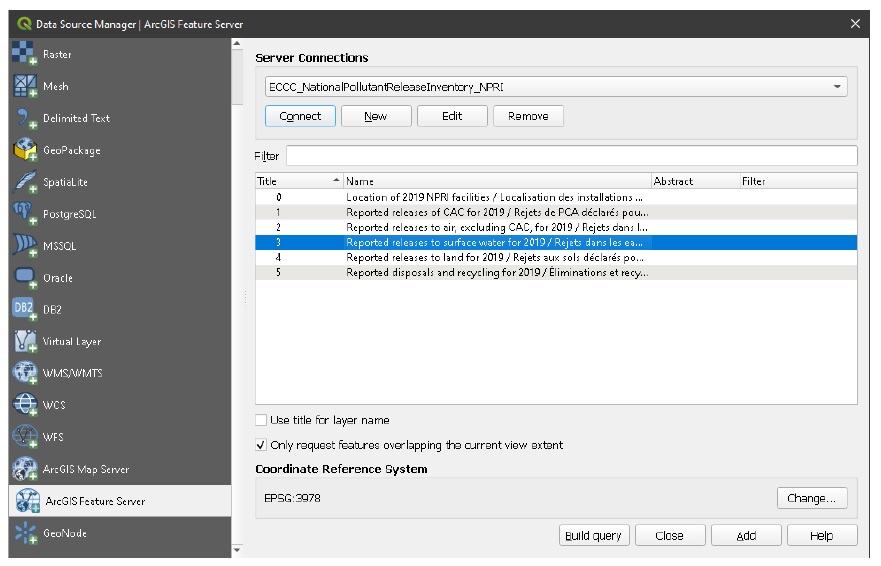 Data Source Manager | ArcGIS Feature Server
Raster
Mesh
Delimited Text
GeoPackage
SpatiaLite
PostgreSQL
MSSQL
Oracle
DB2
DB2
Virtual Layer
WMS/WMTS
WCS
WFS
ArcGIS Map Server
ArcGIS Feature Server
GeoNode
Server Connections
ECCC_NationalPollutantReleaseInventory_NPRI
Connect New Edit Remove
Filter
Title Name Abstract Filter
0 Location of 2019 NPRI facilities / Localisation des installations ...
1 Reported releases of CAC for 2019 / Rejets de PCA déclarés pou...
2 Reported releases to air, excluding CAC, for 2019 / Rejets dans l...
3 Reported releases to surface water for 2019 / Rejets dans les ea...
4 Reported releases to land for 2019 / Rejets aux sols déclarés po...
5 Reported disposals and recycling for 2019 / Éliminations et recy...
Use title for layer name
Only request features overlapping the current view extent
Coordinate Reference System
EPSG:3978 Change...
Build query Close Add Help